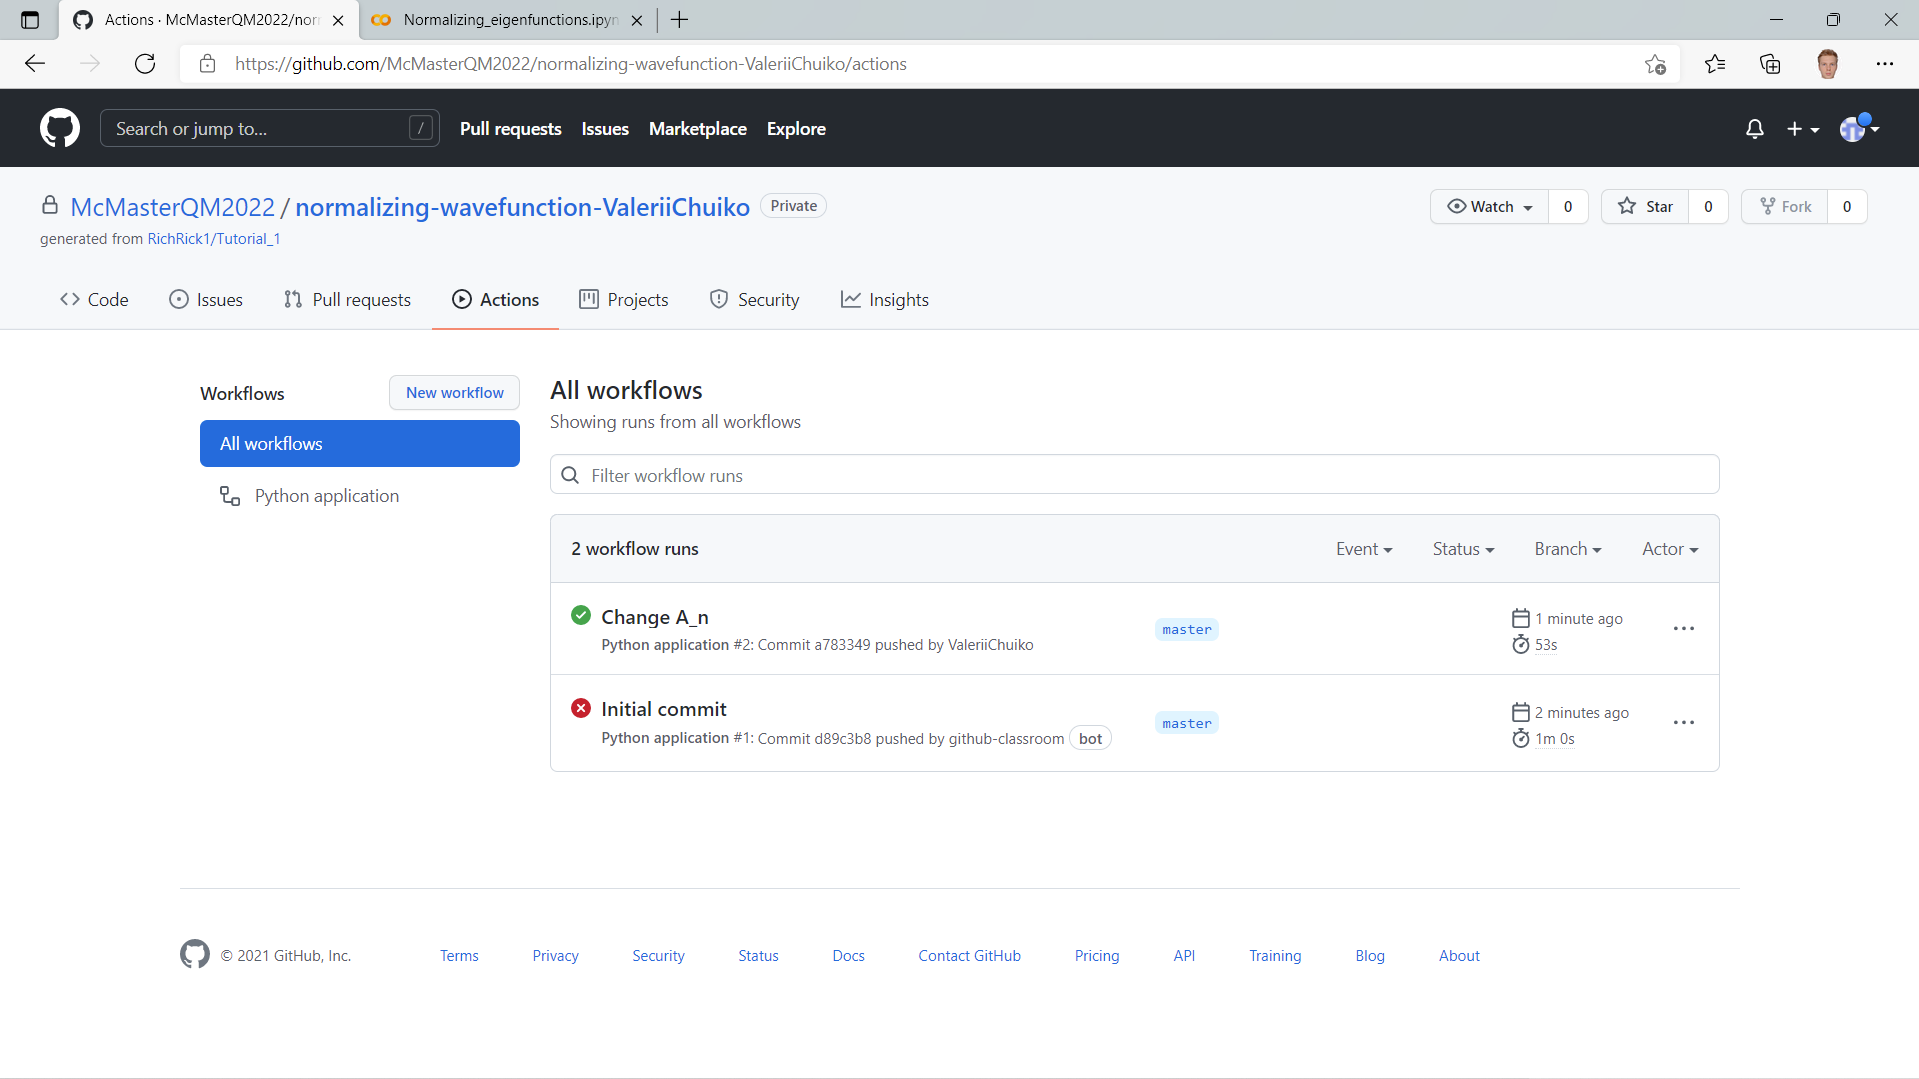 Actions · McMasterQM2022/nor
Normalizing_eigenfunctions.ipyn
https://github.com/McMasterQM2022/normalizing-wavefunction-ValeriiChuiko/actions
Search or jump to... /
Pull requests Issues Marketplace Explore
McMasterQM2022 / normalizing-wavefunction-ValeriiChuiko Private
Watch 0 Star 0 Fork 0
generated from RichRick1/Tutorial_1
Code Issues Pull requests Actions Projects Security Insights
Workflows
New workflow
All workflows
Python application
All workflows
Showing runs from all workflows
Filter workflow runs
2 workflow runs Event Status Branch Actor
Change A_n
Python application #2: Commit a783349 pushed by ValeriiChuiko
master
1 minute ago
53s
Initial commit
Python application #1: Commit d89c3b8 pushed by github-classroom bot
master
2 minutes ago
1m 0s
© 2021 GitHub, Inc. Terms Privacy Security Status Docs Contact GitHub Pricing API Training Blog About